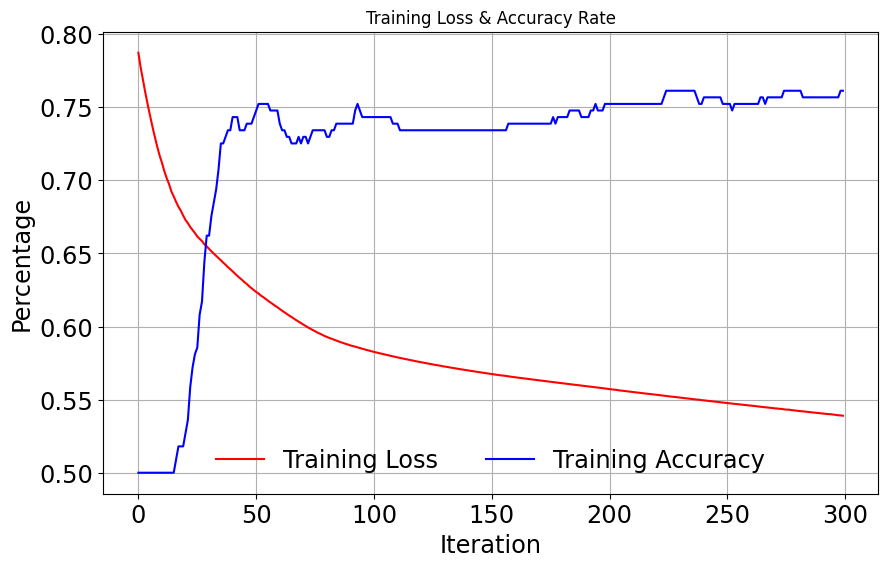 Training Loss & Accuracy Rate
0.80
0.75
0.70
0.65
0.60
0.55
0.50
Percentage
Training Loss Training Accuracy
0 50 100 150 200 250 300
Iteration